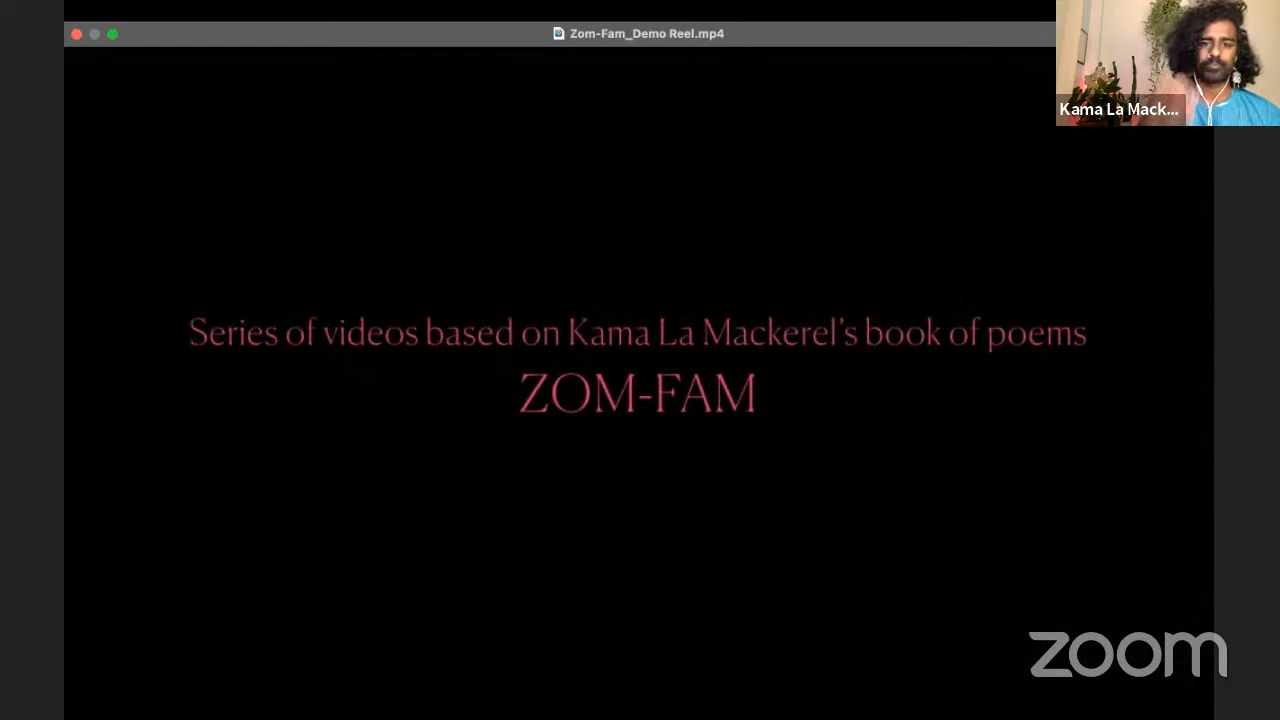 Zom-Fam_Demo Reel.mp4
Kama La Mack...
Series of videos based on Kama La Mackerel’s book of poems
ZOM-FAM
zoom